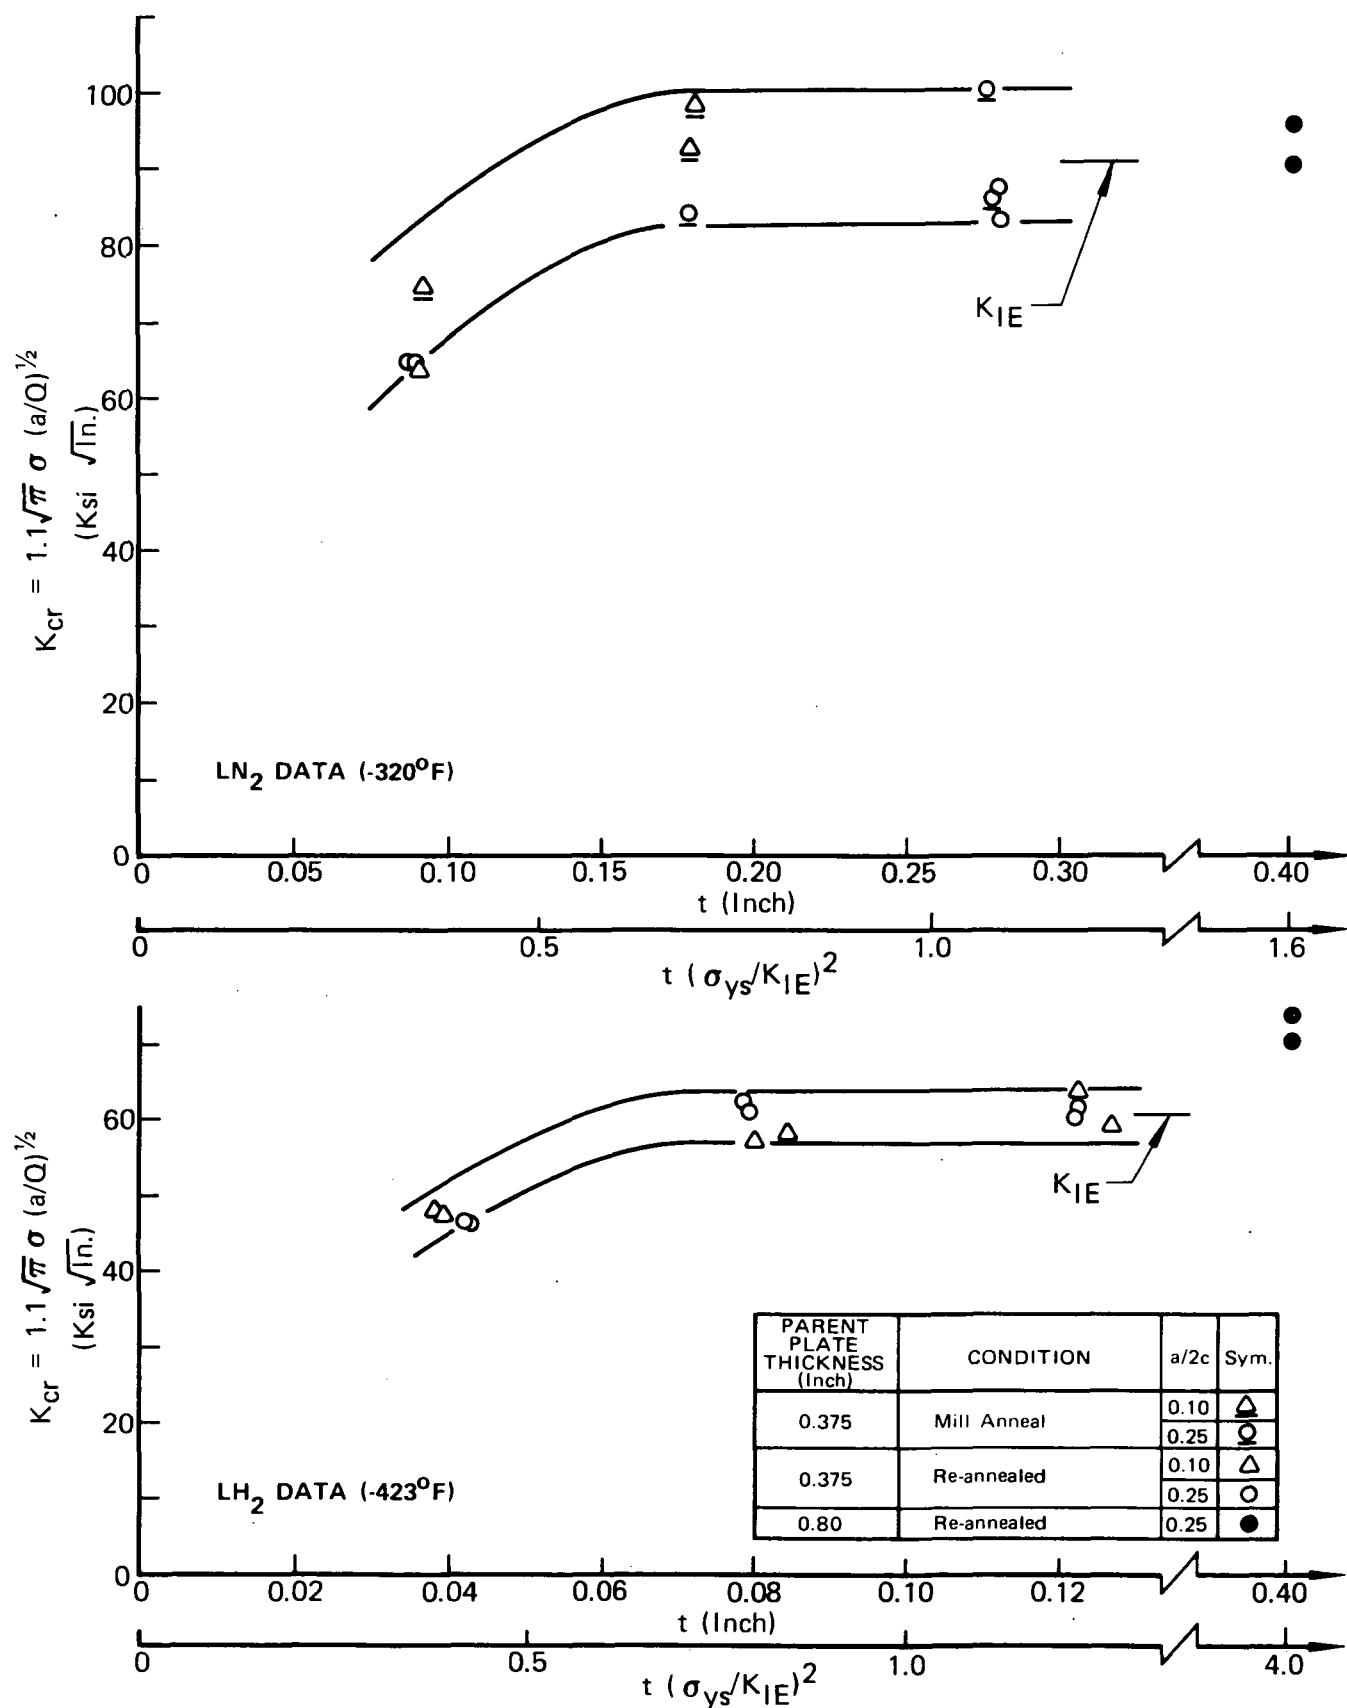 100
80
60
40
20
0
K_cr = 1.1√π σ (a/Q)^½
(Ksi √In.)
K_IE
LN₂ DATA (-320°F)
0.05 0.10 0.15 0.20 0.25 0.30 0.40
t (Inch)
0 0.5 1.0 1.6
t (σ_ys/K_IE)²
60
40
20
0
K_cr = 1.1√π σ (a/Q)^½
(Ksi √In.)
K_IE
LH₂ DATA (-423°F)
PARENT
PLATE
THICKNESS
(Inch)
CONDITION
a/2c
Sym.
0.375
Mill Anneal
0.10
0.25
0.375
Re-annealed
0.10
0.25
0.80 Re-annealed 0.25
0 0.02 0.04 0.06 0.08 0.10 0.12 0.40
t (Inch)
0 0.5 1.0 4.0
t (σ_ys/K_IE)²